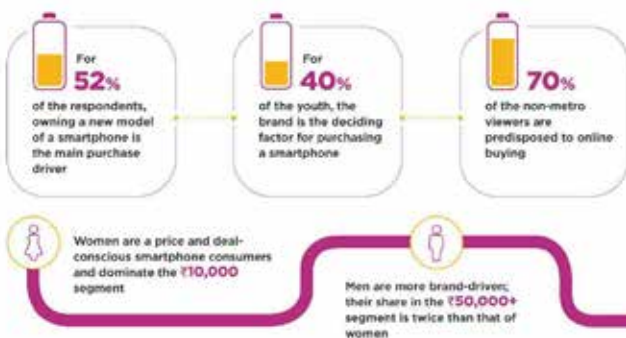 For
52%
of the respondents,
owning a new model
of a smartphone is
the main purchase
driver
For
40%
of the youth, the
brand is the deciding
factor for purchasing
a smartphone
70%
of the non-metro
viewers are
predisposed to online
buying
Women are a price and deal-
conscious smartphone consumers
and dominate the ₹10,000
segment
Men are more brand-driven;
their share in the ₹50,000+
segment is twice than that of
women